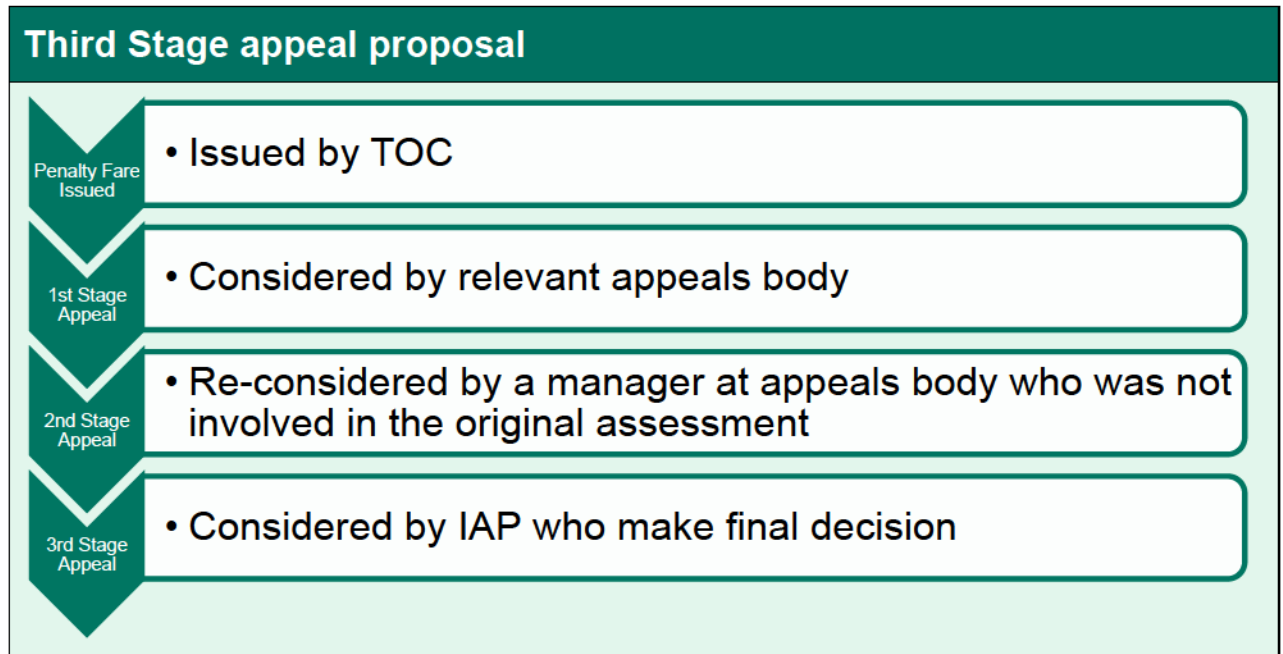 Third Stage appeal proposal
Penalty Fare
Issued
• Issued by TOC
1st Stage
Appeal
• Considered by relevant appeals body
2nd Stage
Appeal
• Re-considered by a manager at appeals body who was not
involved in the original assessment
3rd Stage
Appeal
• Considered by IAP who make final decision